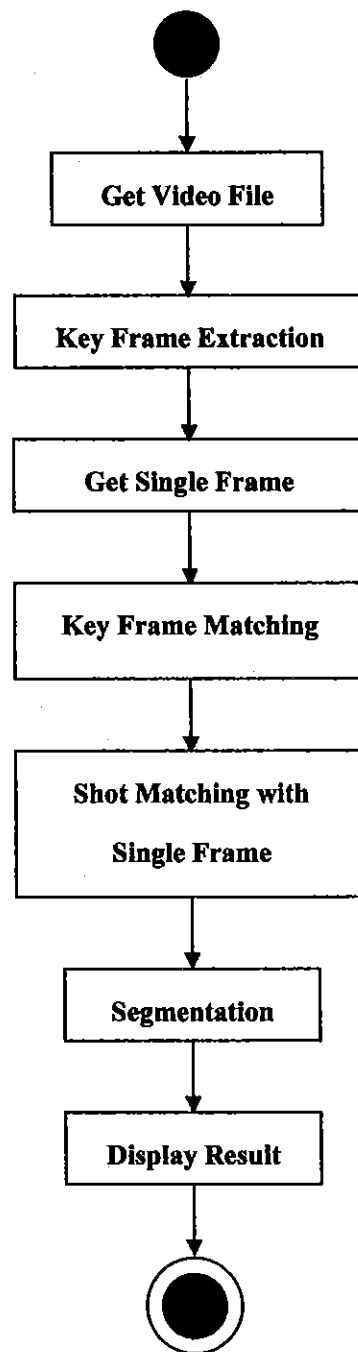 Get Video File
Key Frame Extraction
Get Single Frame
Key Frame Matching
Shot Matching with
Single Frame
Segmentation
Display Result